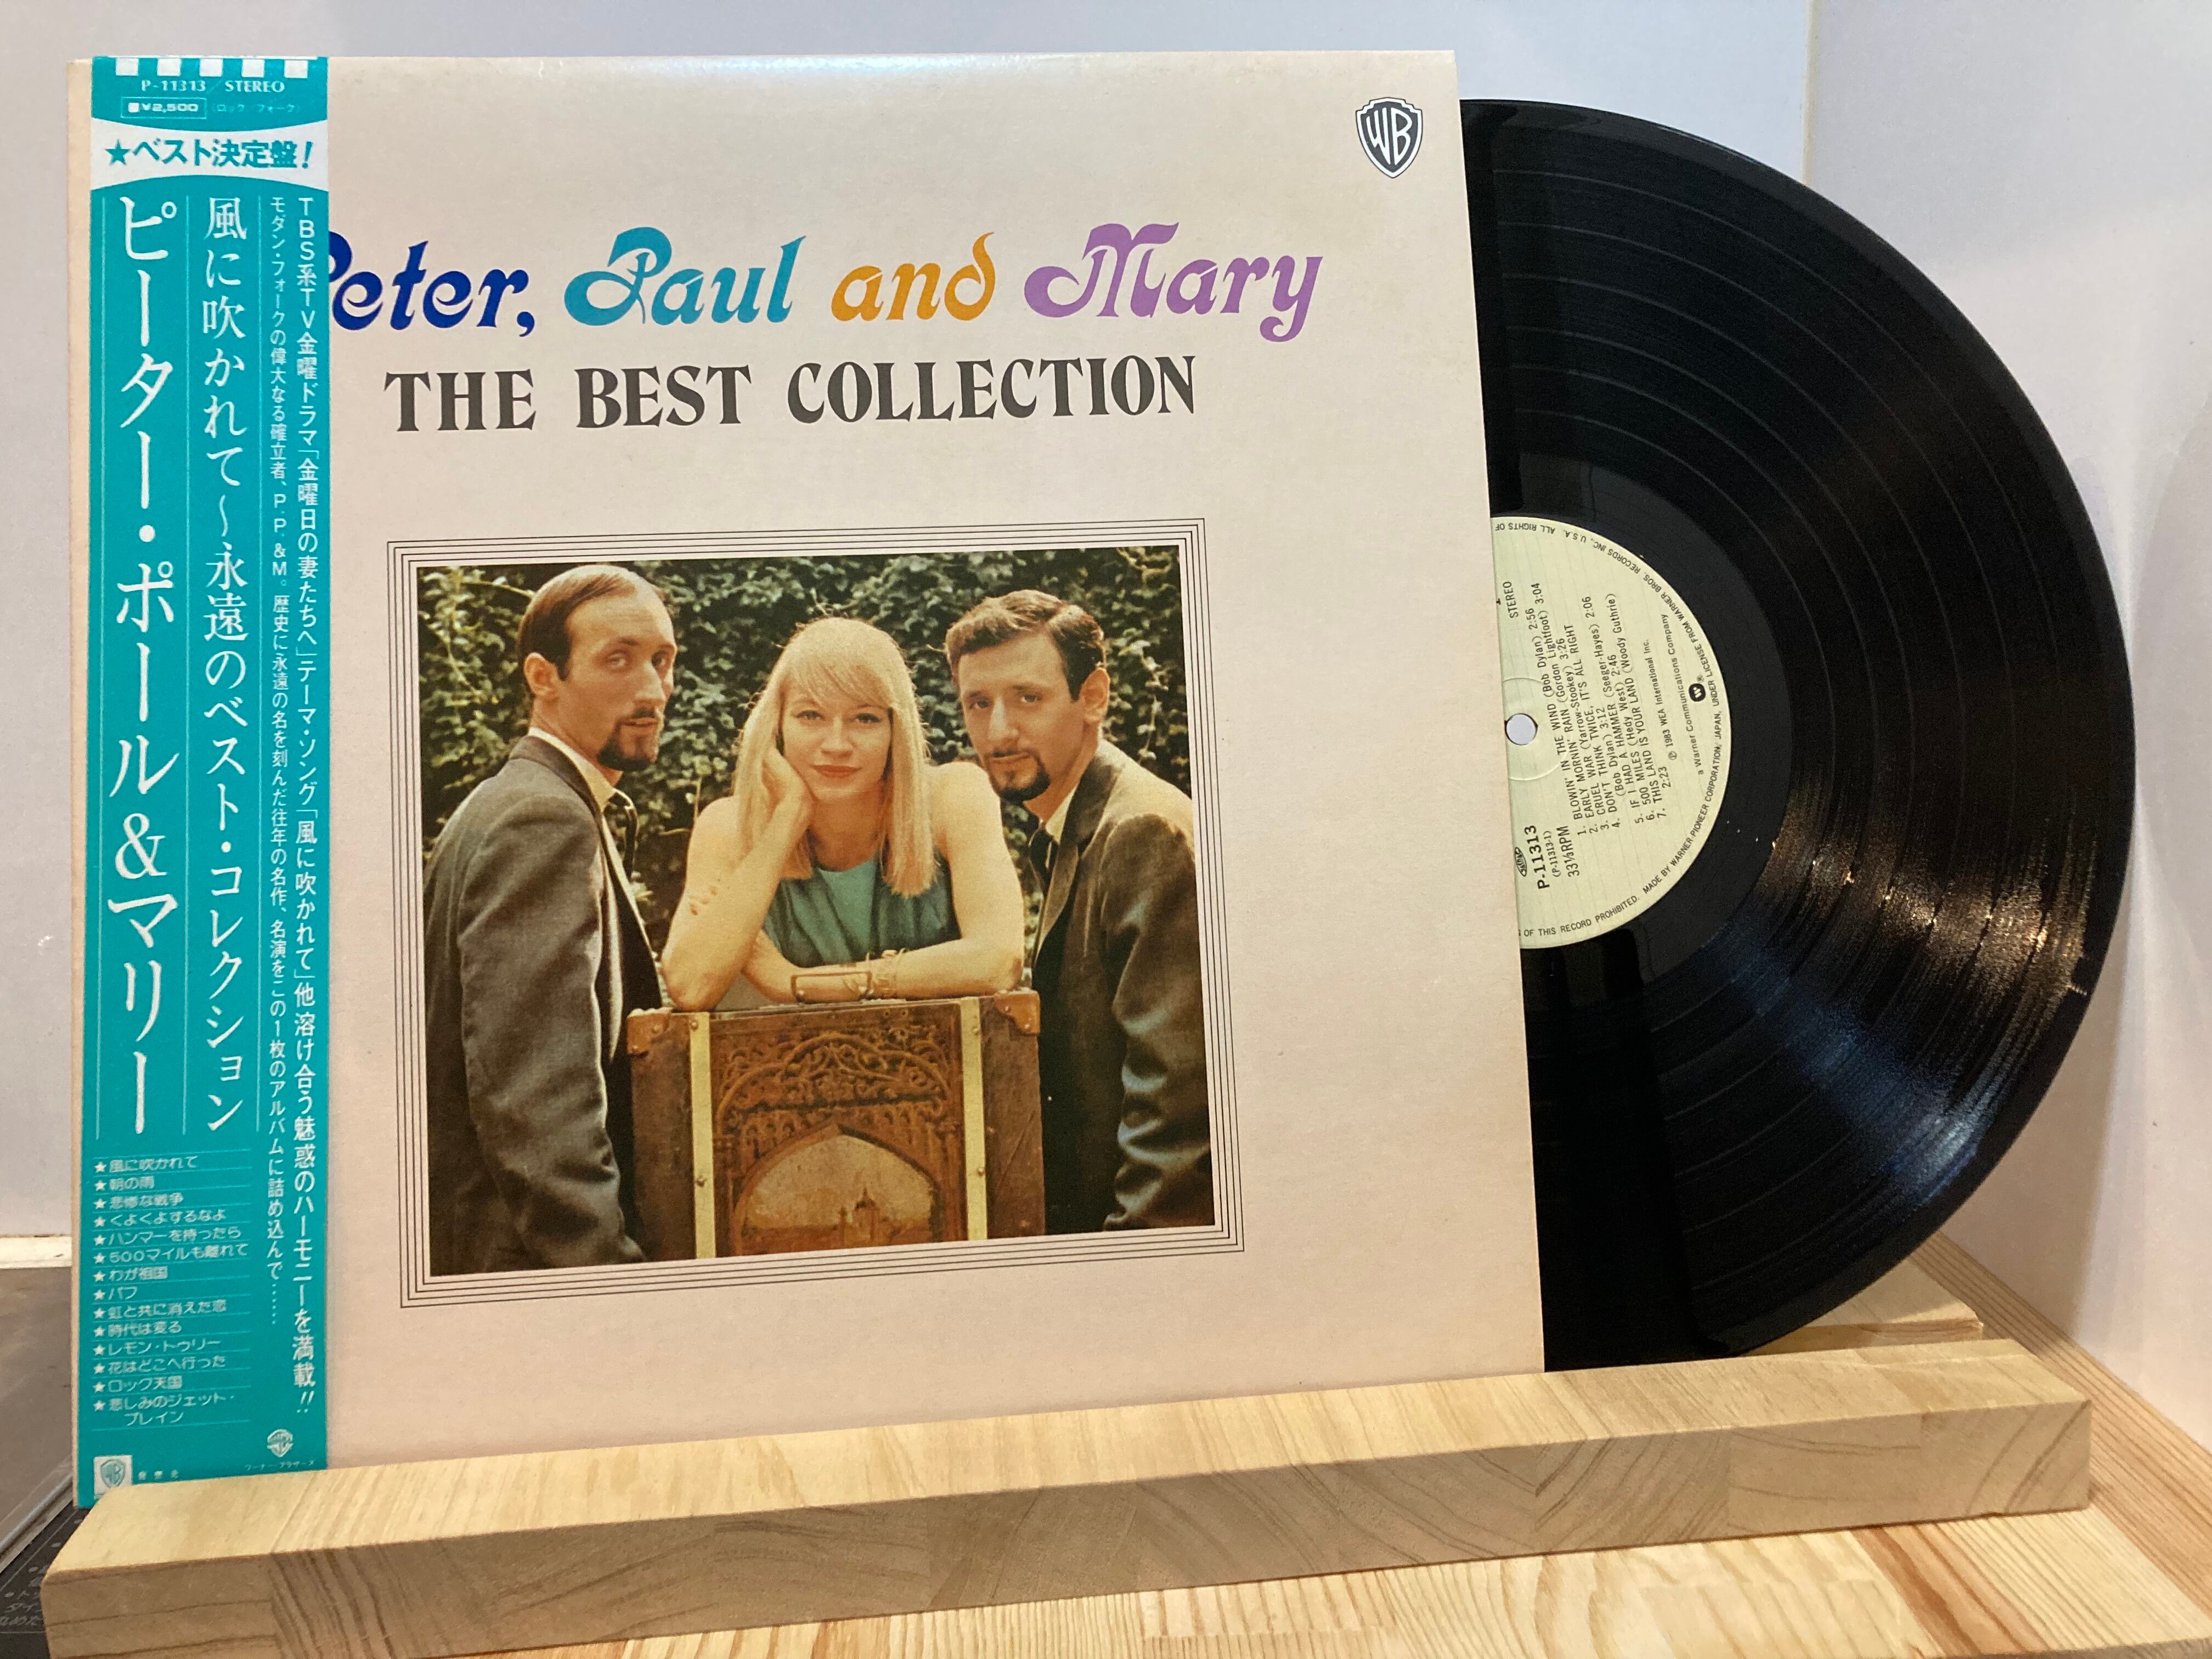 P-11313/STEREO
¥2,500 (ロック フォーク)
★ベスト決定盤!
TBS系TV金曜ドラマ「金曜日の妻たちへ」テーマ・ソング「風に吹かれて」他 溶け合う魅惑のハーモニーを満載!!
モダン・フォークの偉大なる確立者、P.P.&M。歴史に永遠の名を刻んだ往年の名作、名演をこの1枚のアルバムに詰め込んで……
風に吹かれて～永遠のベスト・コレクション
ピーター・ポール&マリー
★風に吹かれて
★朝の雨
★悲惨な戦争
★くよくよするなよ
★ハンマーを持ったら
★500マイルも離れて
★わが祖国
★パフ
★虹と共に消えた恋
★時代は変る
★レモン・トゥリー
★花はどこへ行った
★ロック天国
★悲しみのジェット・
プレイン
WB
Peter, Paul and Mary
THE BEST COLLECTION
WB
P-11313
(P-11313-1)
33⅓RPM
STEREO
1. BLOWIN' IN THE WIND (Bob Dylan) 2:56
2. EARLY MORNIN' RAIN (Gordon Lightfoot) 3:04
3. CRUEL WAR (Yarrow-Stookey) 3:26
4. DON'T THINK TWICE, IT'S ALL RIGHT
(Bob Dylan) 3:12
5. IF I HAD A HAMMER (Seeger-Hayes) 2:06
6. 500 MILES (Hedy West) 2:46
7. THIS LAND IS YOUR LAND (Woody Guthrie)
2:23
℗ 1983 WEA International Inc.
a Warner Communications Company
OF THIS RECORD PROHIBITED. MADE BY WARNER-PIONEER CORPORATION, JAPAN, UNDER LICENSE FROM WARNER BROS. RECORDS INC., U.S.A. ALL RIGHTS OF